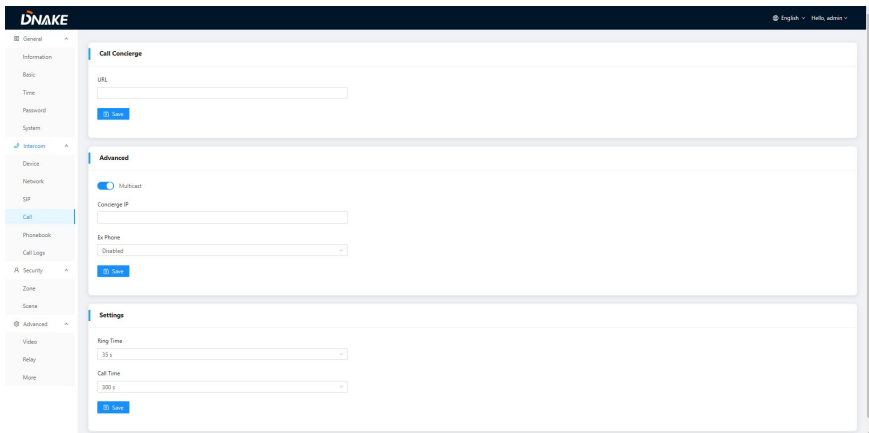 DNAKE
English
Hello, admin
General
Information
Basic
Time
Password
System
Intercom
Device
Network
SIP
Call
Phonebook
Call Logs
Security
Zone
Scene
Advanced
Video
Relay
More
Call Concierge
URL
Save
Advanced
Multicast
Concierge IP
Ex Phone
Disabled
Save
Settings
Ring Time
35 s
Call Time
300 s
Save